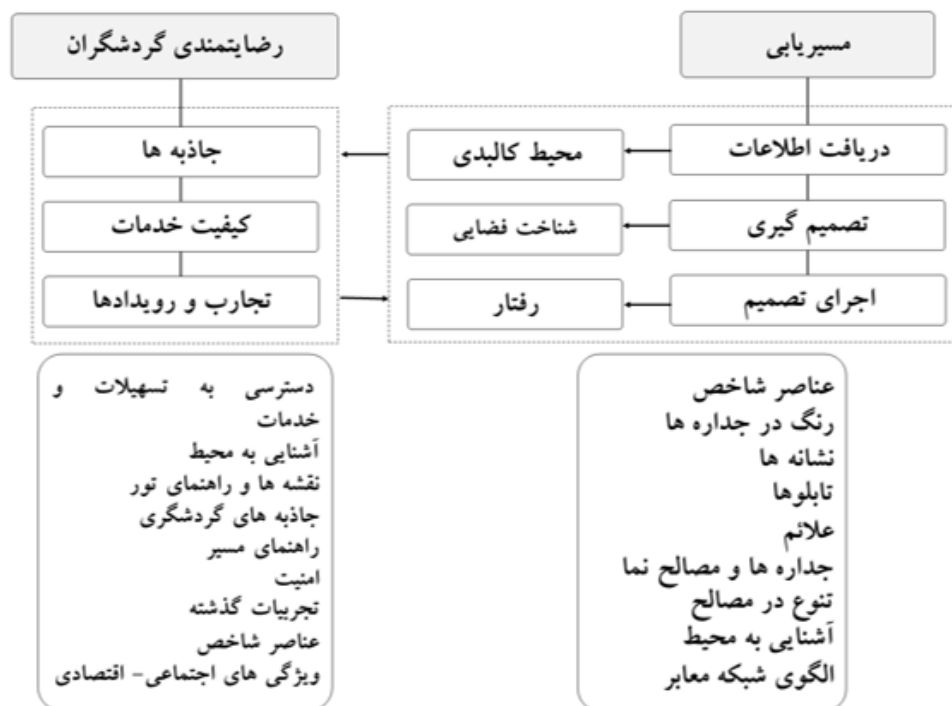 مسیریابی
رضایتمندی گردشگران
دریافت اطلاعات
محیط کالبدی
جاذبه ها
تصمیم گیری
شناخت فضایی
کیفیت خدمات
اجرای تصمیم
رفتار
تجارب و رویدادها
عناصر شاخص
رنگ در جداره ها
نشانه ها
تابلوها
علائم
جداره ها و مصالح نما
تنوع در مصالح
آشنایی به محیط
الگوی شبکه معابر
دسترسی به تسهیلات و
خدمات
آشنایی به محیط
نقشه ها و راهنمای تور
جاذبه های گردشگری
راهنمای مسیر
امنیت
تجربیات گذشته
عناصر شاخص
ویژگی های اجتماعی- اقتصادی